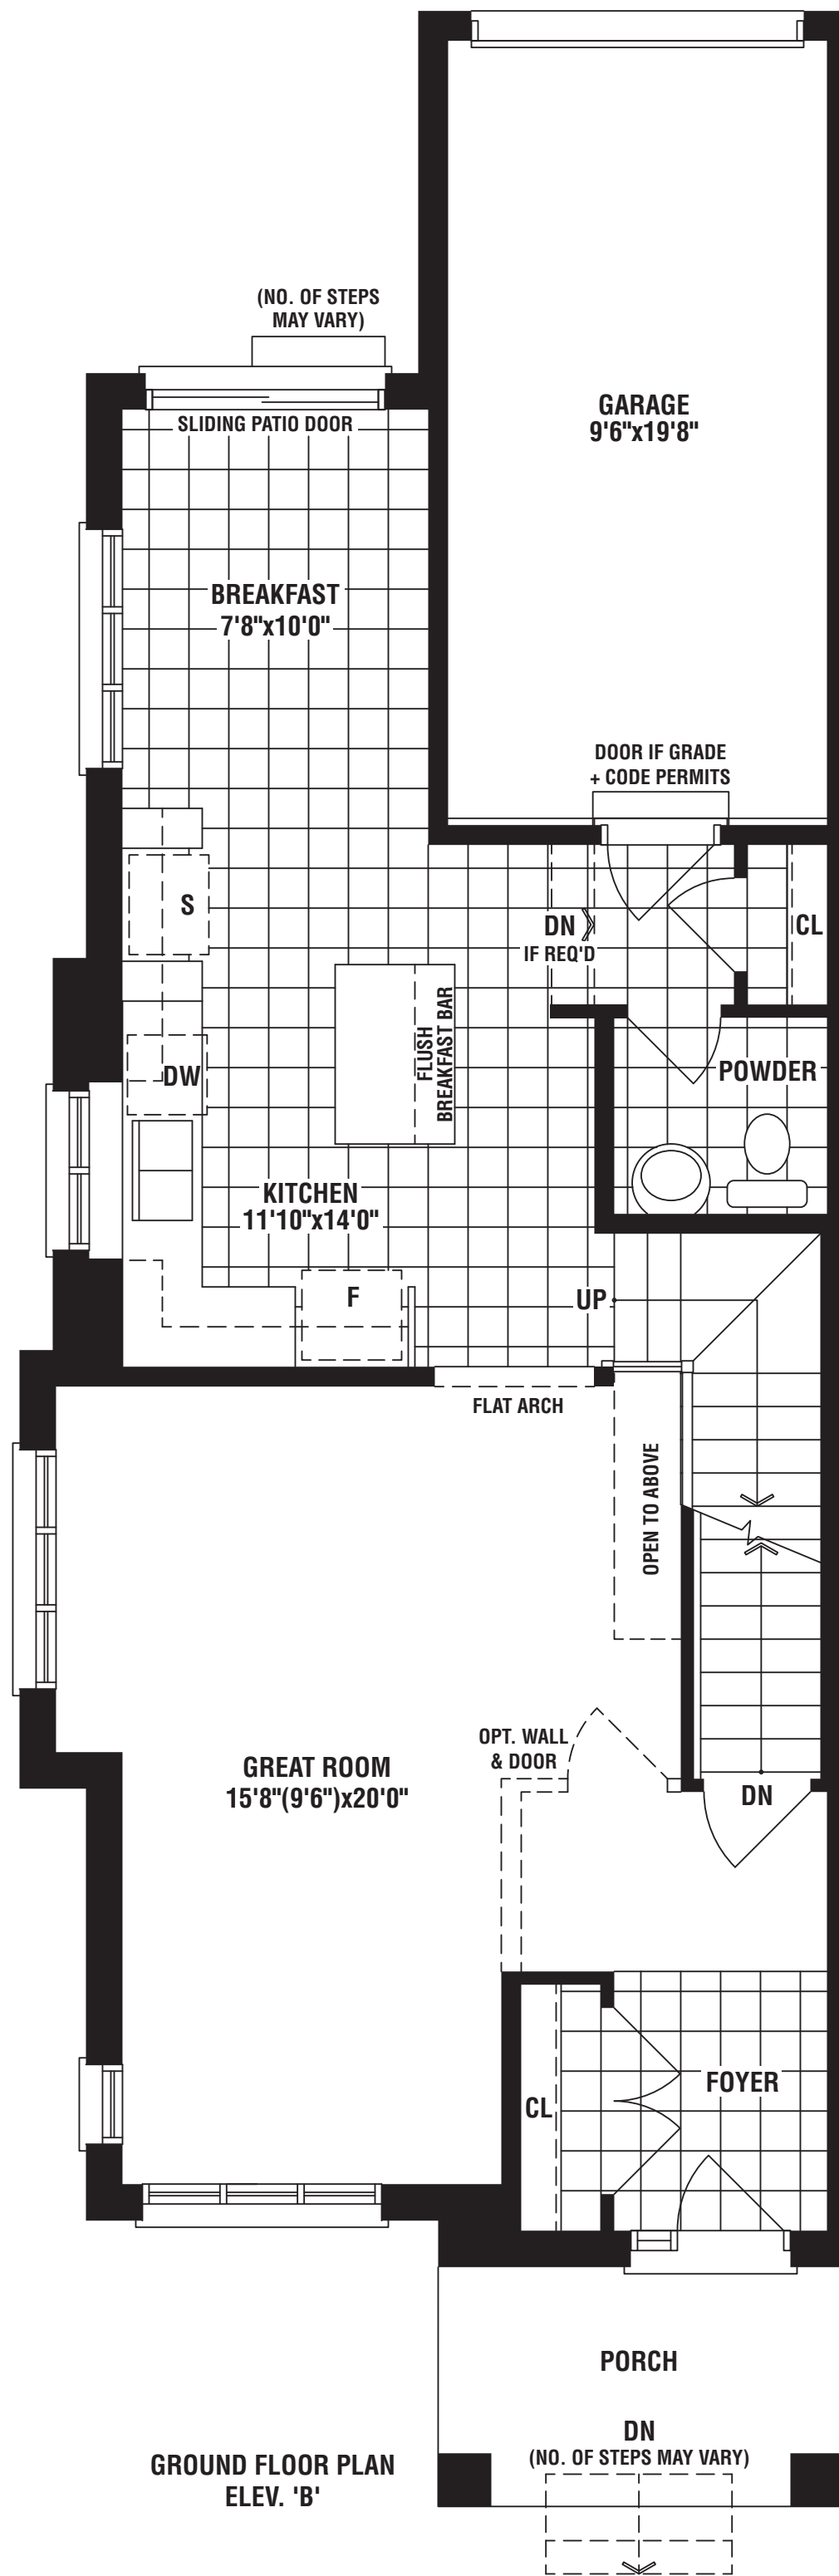 (NO. OF STEPS
MAY VARY)
SLIDING PATIO DOOR
GARAGE
9'6"x19'8"
BREAKFAST
7'8"x10'0"
DOOR IF GRADE
+ CODE PERMITS
S
DN
IF REQ'D
CL
FLUSH
BREAKFAST BAR
DW
POWDER
KITCHEN
11'10"x14'0"
F
UP
FLAT ARCH
OPEN TO ABOVE
OPT. WALL
& DOOR
GREAT ROOM
15'8"(9'6")x20'0"
DN
FOYER
CL
PORCH
DN
(NO. OF STEPS MAY VARY)
GROUND FLOOR PLAN
ELEV. 'B'